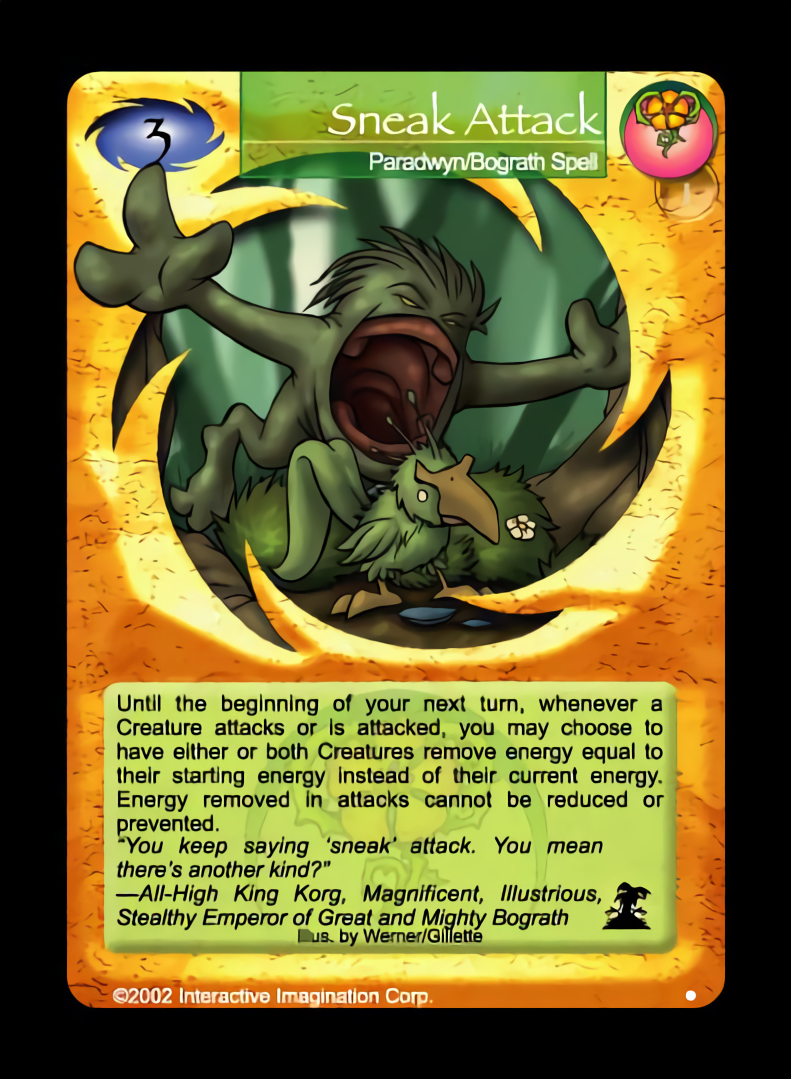 3
Sneak Attack
Paradwyn/Bograth Spell
Until the beginning of your next turn, whenever a
Creature attacks or is attacked, you may choose to
have either or both Creatures remove energy equal to
their starting energy instead of their current energy.
Energy removed in attacks cannot be reduced or
prevented.
"You keep saying 'sneak' attack. You mean
there's another kind?"
—All-High King Korg, Magnificent, Illustrious,
Stealthy Emperor of Great and Mighty Bograth
Illus. by Werner/Gillette
©2002 Interactive Imagination Corp.